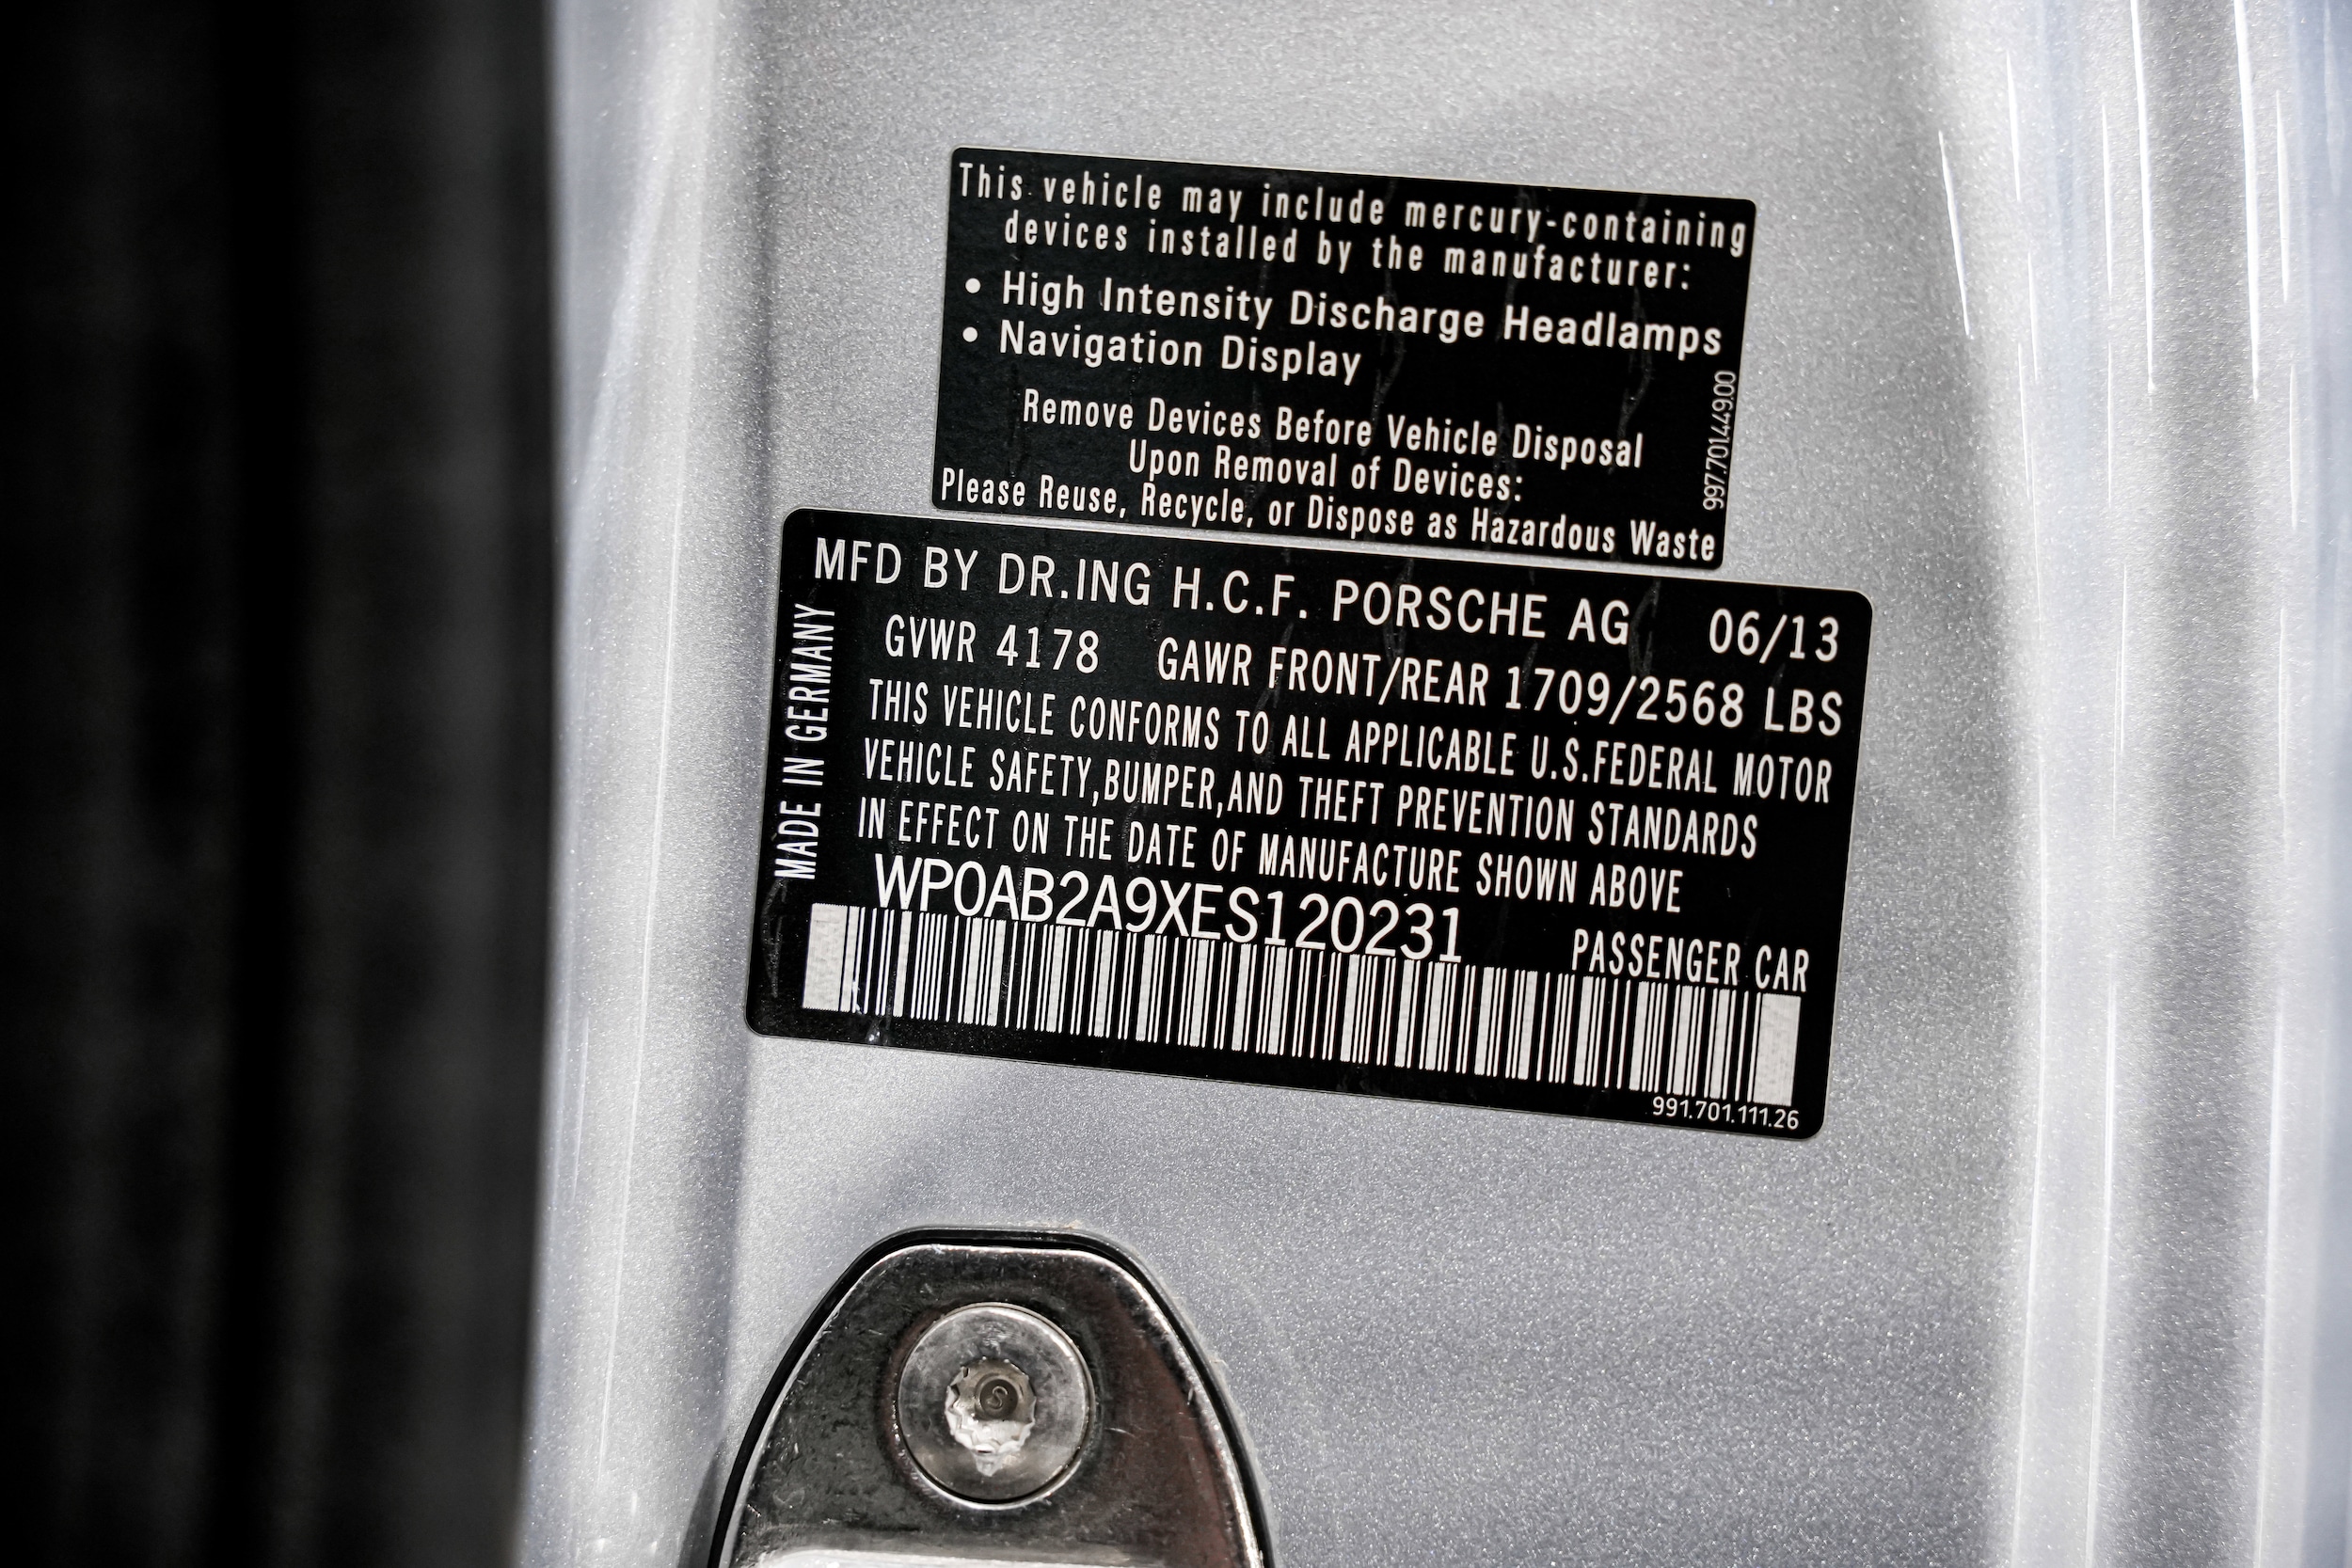 This vehicle may include mercury-containing
devices installed by the manufacturer:
• High Intensity Discharge Headlamps
• Navigation Display
Remove Devices Before Vehicle Disposal
Upon Removal of Devices:
Please Reuse, Recycle, or Dispose as Hazardous Waste
997.701.449.00
MFD BY DR.ING H.C.F. PORSCHE AG 06/13
GVWR 4178 GAWR FRONT/REAR 1709/2568 LBS
THIS VEHICLE CONFORMS TO ALL APPLICABLE U.S.FEDERAL MOTOR
VEHICLE SAFETY,BUMPER,AND THEFT PREVENTION STANDARDS
IN EFFECT ON THE DATE OF MANUFACTURE SHOWN ABOVE
WP0AB2A9XES120231
PASSENGER CAR
MADE IN GERMANY
991.701.111.26
S